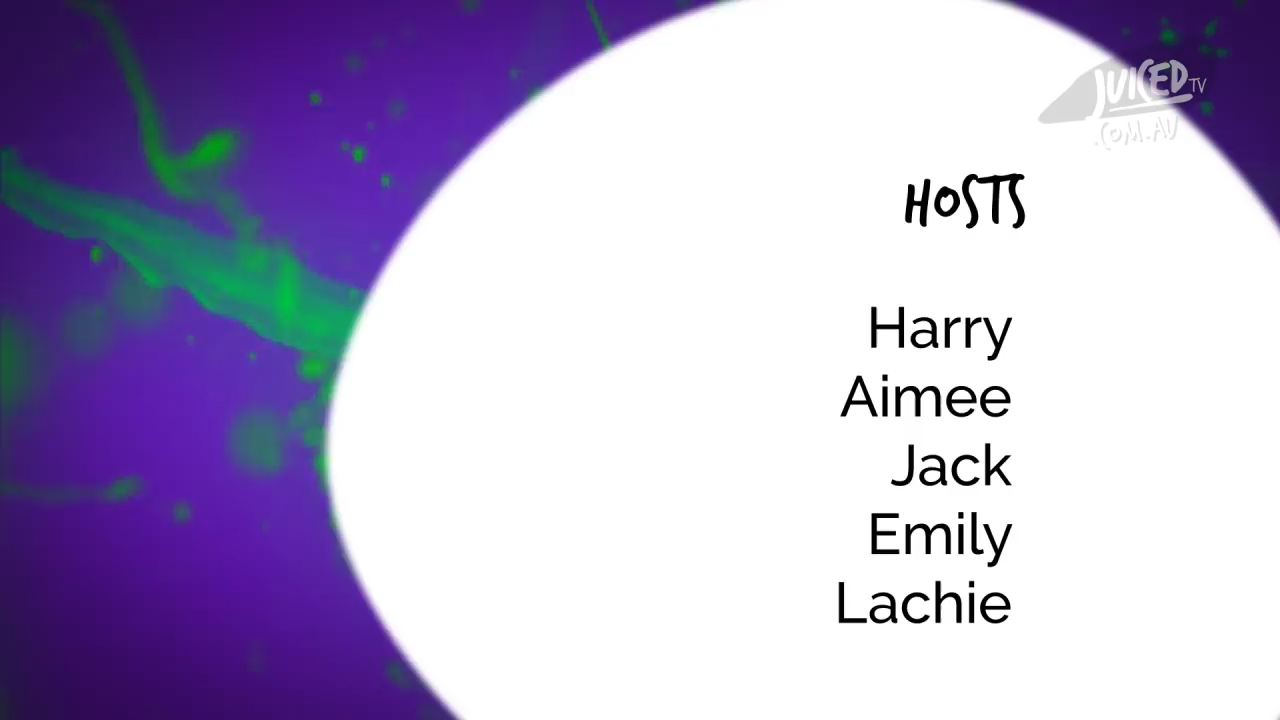 JUICED TV
.COM.AU
HOSTS
Harry
Aimee
Jack
Emily
Lachie